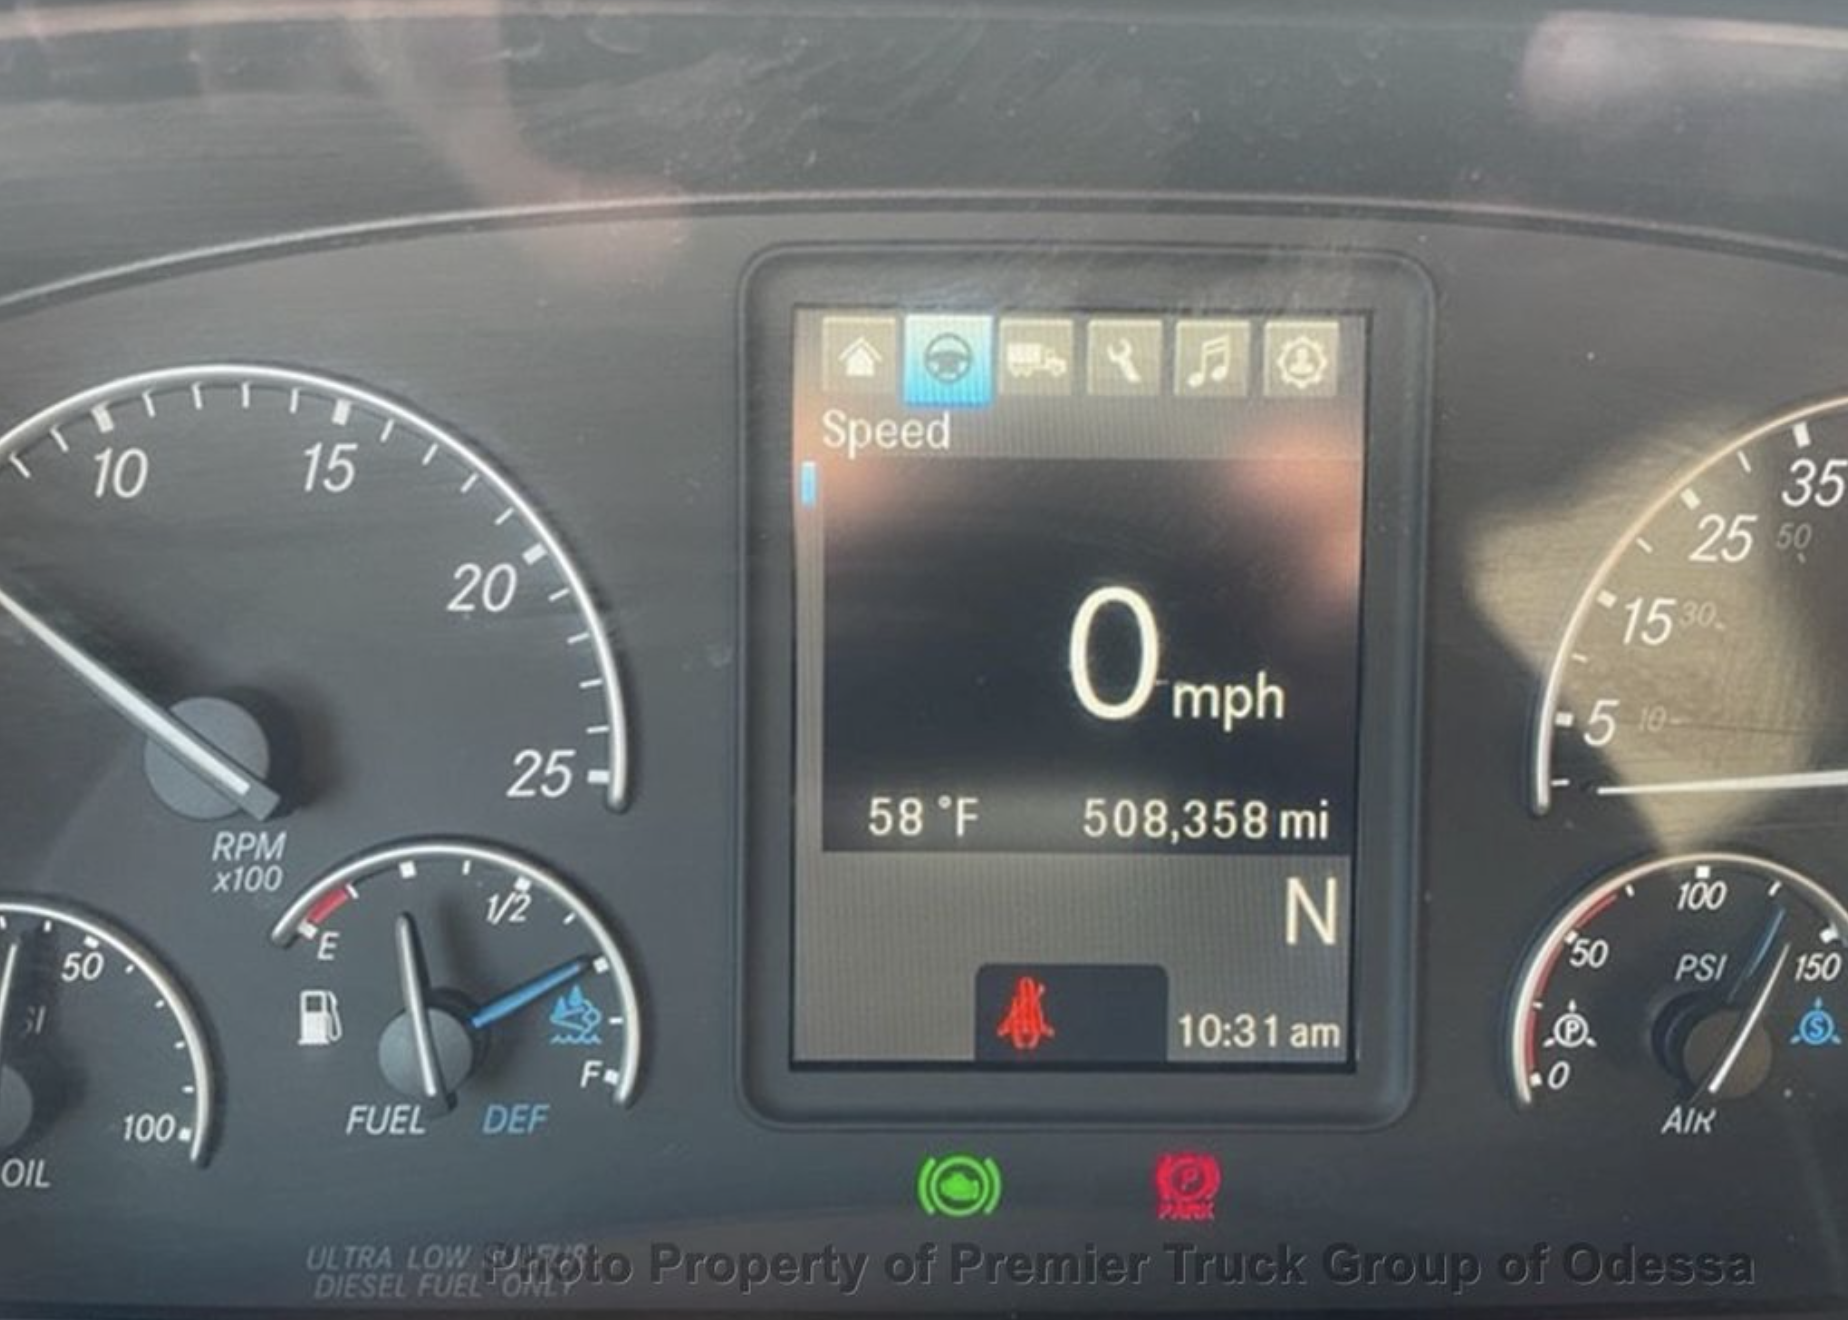 10
15
20
25
RPM
x100
Speed
0 mph
58 °F 508,358 mi
N
10:31 am
35
25 50
15 30
5 10
50
100
OIL
E
1/2
F
FUEL DEF
100
50
PSI
150
P
S
0
AIR
P
PARK
ULTRA LOW SULFUR
DIESEL FUEL ONLY
Photo Property of Premier Truck Group of Odessa